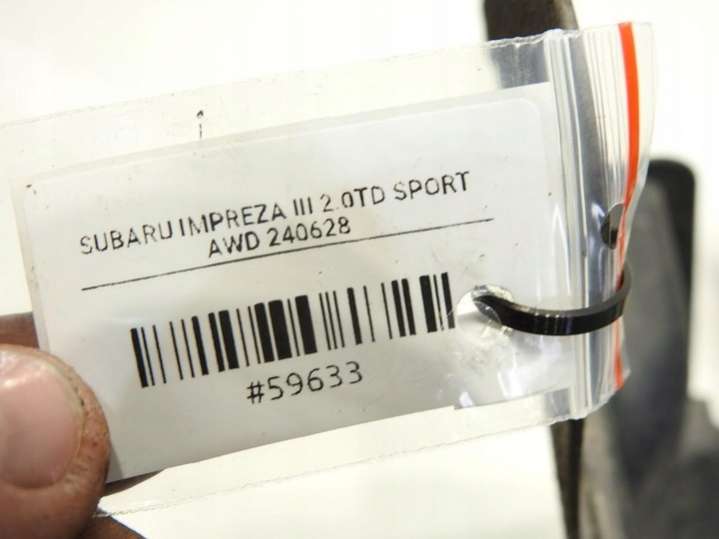 SUBARU IMPREZA III 2.0TD SPORT
AWD 240628
#59633